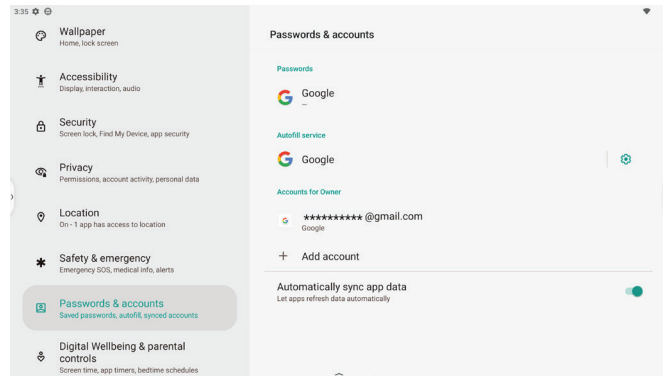 3:35
Wallpaper
Home, lock screen
Accessibility
Display, interaction, audio
Security
Screen lock, Find My Device, app security
Privacy
Permissions, account activity, personal data
Location
On - 1 app has access to location
Safety & emergency
Emergency SOS, medical info, alerts
Passwords & accounts
Saved passwords, autofill, synced accounts
Digital Wellbeing & parental
controls
Screen time, app timers, bedtime schedules
Passwords & accounts
Passwords
Google
–
Autofill service
Google
Accounts for Owner
********** @gmail.com
Google
Add account
Automatically sync app data
Let apps refresh data automatically